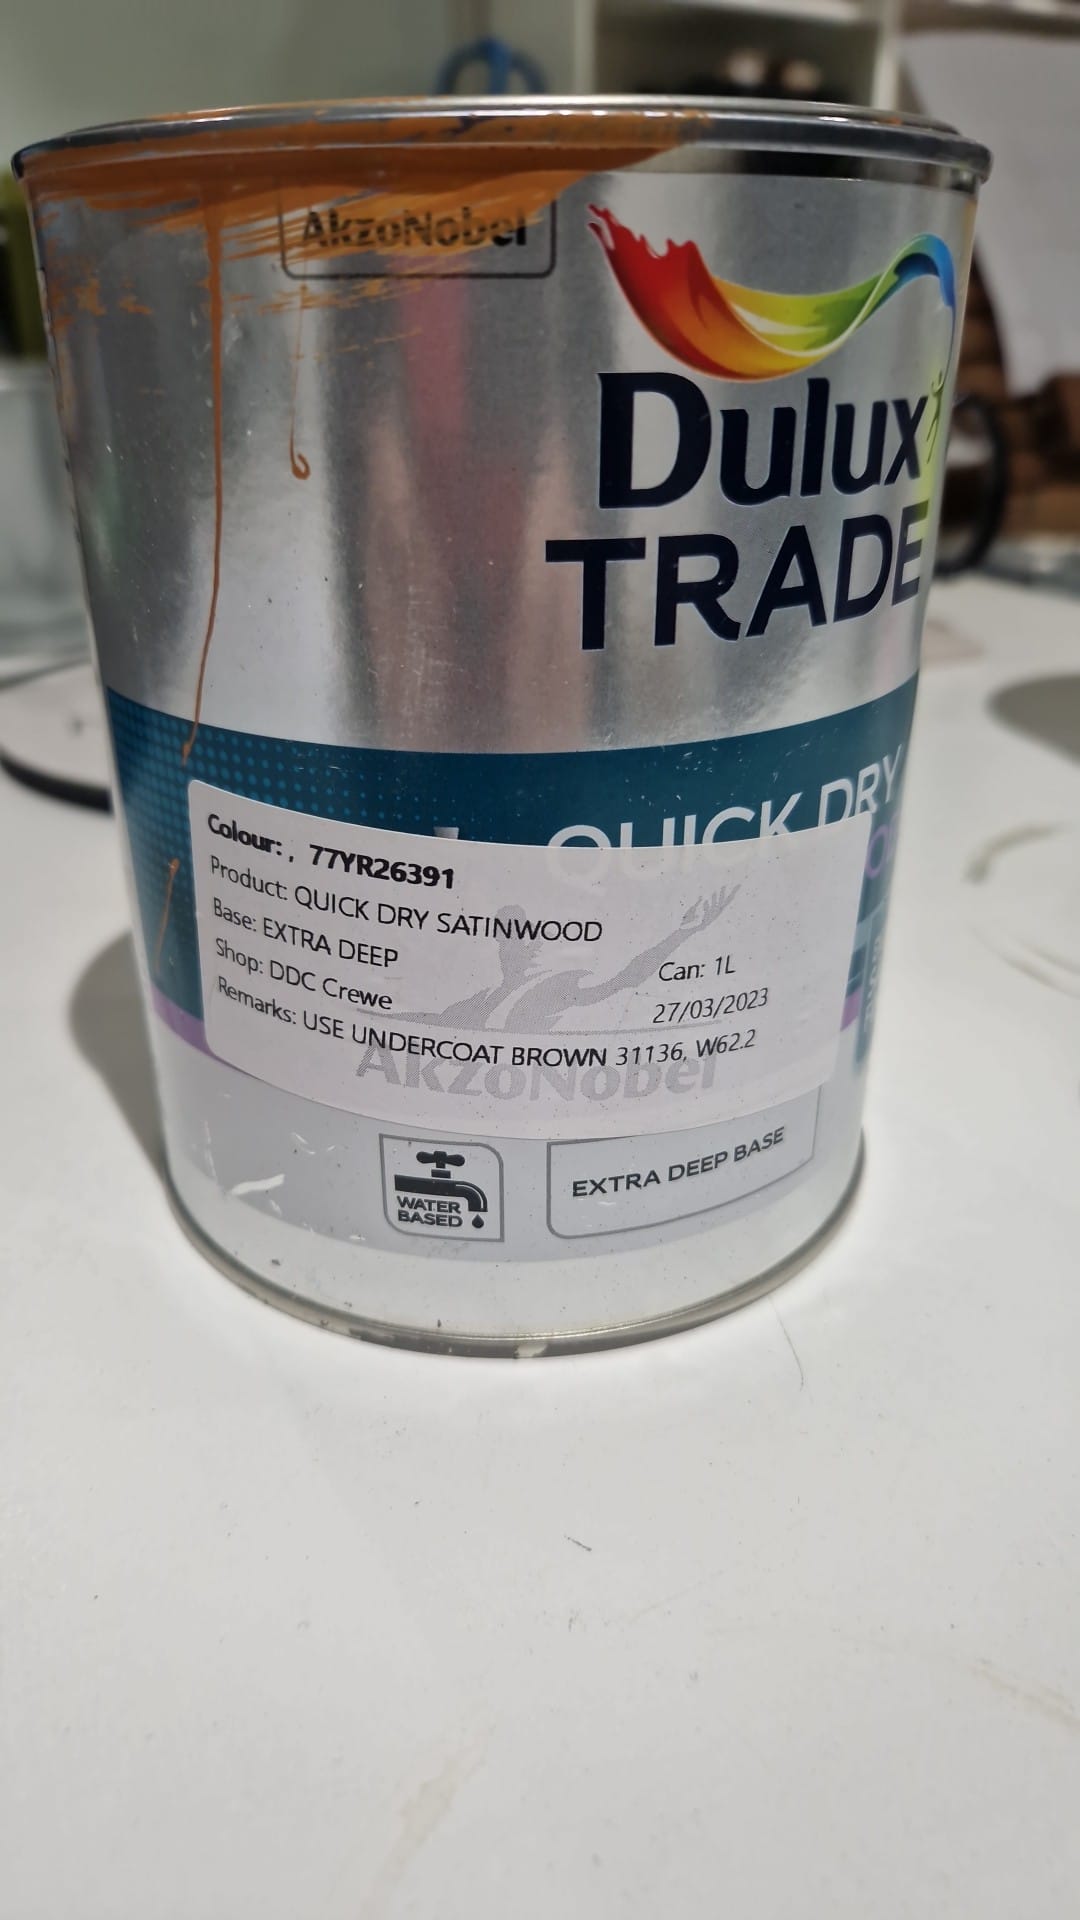 AkzoNobel
Dulux
TRADE
QUICK DRY
Colour: , 77YR26391
Product: QUICK DRY SATINWOOD
Base: EXTRA DEEP
Shop: DDC Crewe
Can: 1L
27/03/2023
Remarks: USE UNDERCOAT BROWN 31136, W62.2
AkzoNobel
WATER
BASED
EXTRA DEEP BASE